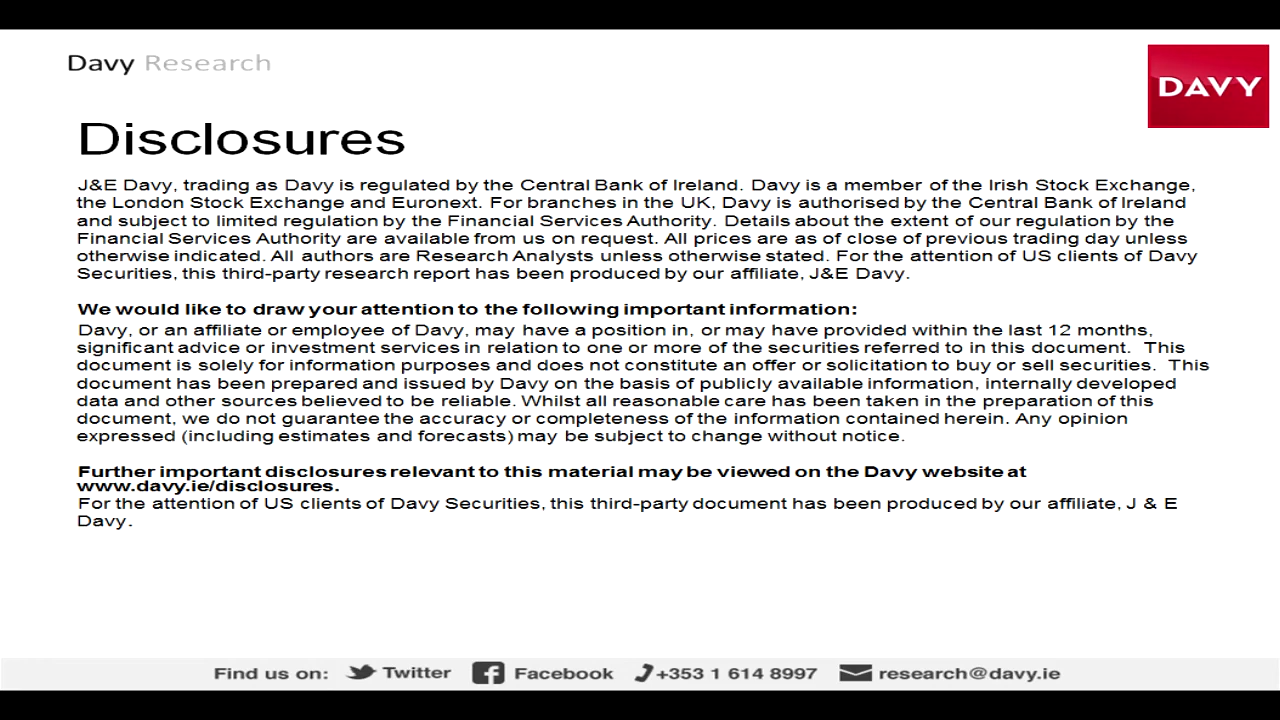 Davy Research
DAVY
Disclosures
J&E Davy, trading as Davy is regulated by the Central Bank of Ireland. Davy is a member of the Irish Stock Exchange,
the London Stock Exchange and Euronext. For branches in the UK, Davy is authorised by the Central Bank of Ireland
and subject to limited regulation by the Financial Services Authority. Details about the extent of our regulation by the
Financial Services Authority are available from us on request. All prices are as of close of previous trading day unless
otherwise indicated. All authors are Research Analysts unless otherwise stated. For the attention of US clients of Davy
Securities, this third-party research report has been produced by our affiliate, J&E Davy.
We would like to draw your attention to the following important information:
Davy, or an affiliate or employee of Davy, may have a position in, or may have provided within the last 12 months,
significant advice or investment services in relation to one or more of the securities referred to in this document. This
document is solely for information purposes and does not constitute an offer or solicitation to buy or sell securities. This
document has been prepared and issued by Davy on the basis of publicly available information, internally developed
data and other sources believed to be reliable. Whilst all reasonable care has been taken in the preparation of this
document, we do not guarantee the accuracy or completeness of the information contained herein. Any opinion
expressed (including estimates and forecasts) may be subject to change without notice.
Further important disclosures relevant to this material may be viewed on the Davy website at
www.davy.ie/disclosures.
For the attention of US clients of Davy Securities, this third-party document has been produced by our affiliate, J & E
Davy.
Find us on: Twitter Facebook +353 1 614 8997 research@davy.ie